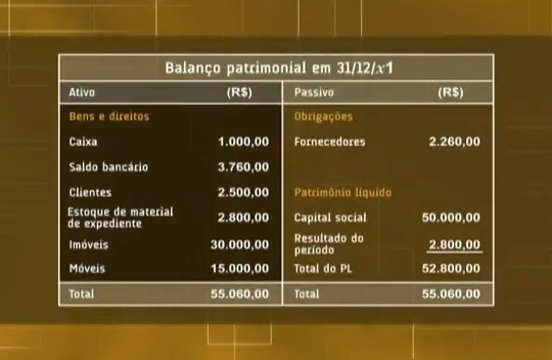 Balanço patrimonial em 31/12/x1
Ativo (R$) Passivo (R$)
Bens e direitos Obrigações
Caixa 1.000,00 Fornecedores 2.260,00
Saldo bancário 3.760,00
Clientes 2.500,00 Patrimônio líquido
Estoque de material
de expediente 2.800,00 Capital social 50.000,00
Imóveis 30.000,00 Resultado do
período 2.800,00
Móveis 15.000,00 Total do PL 52.800,00
Total 55.060,00 Total 55.060,00